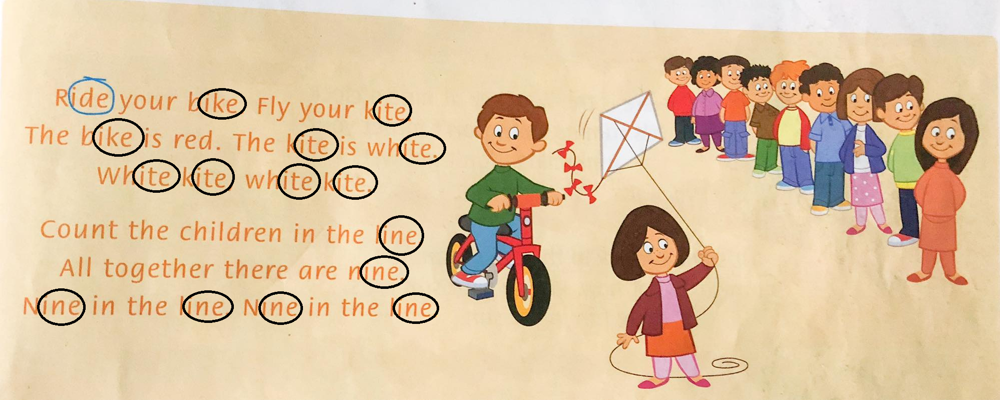 Ride your bike Fly your kite.
The bike is red. The kite is white.
White kite, white kite.
Count the children in the line
All together there are nine.
Nine in the line. Nine in the line